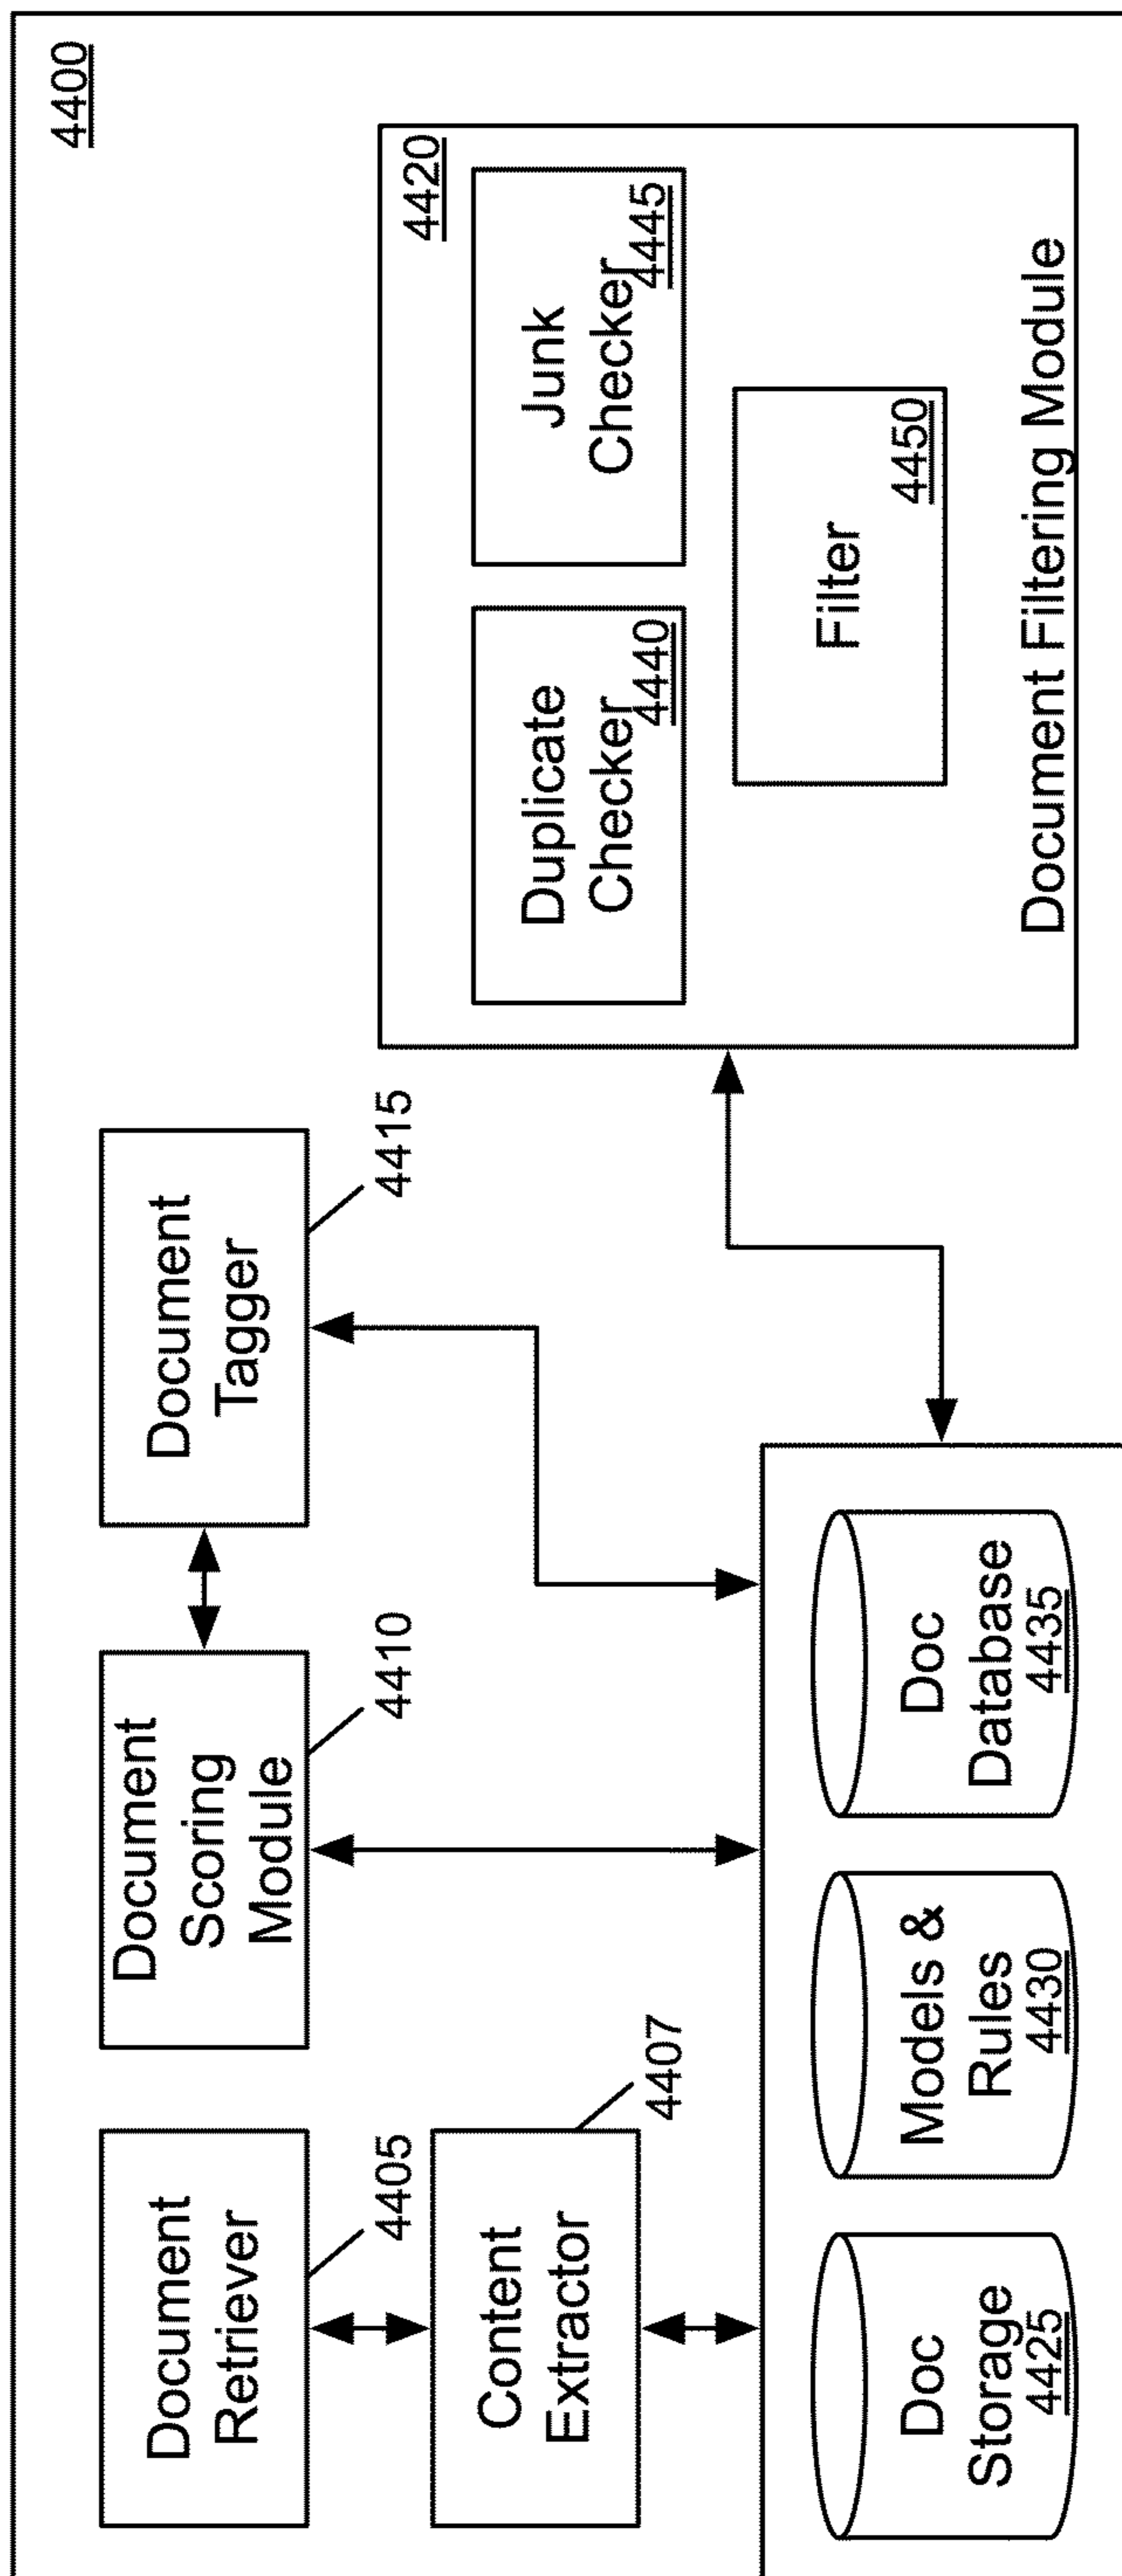 4400
Document
Retriever
4405
Document
Scoring
Module
4410
Document
Tagger
4415
Content
Extractor
4407
4420
Duplicate
Checker
4440
Junk
Checker
4445
Filter
4450
Document Filtering Module
Doc
Storage
4425
Models &
Rules
4430
Doc
Database
4435